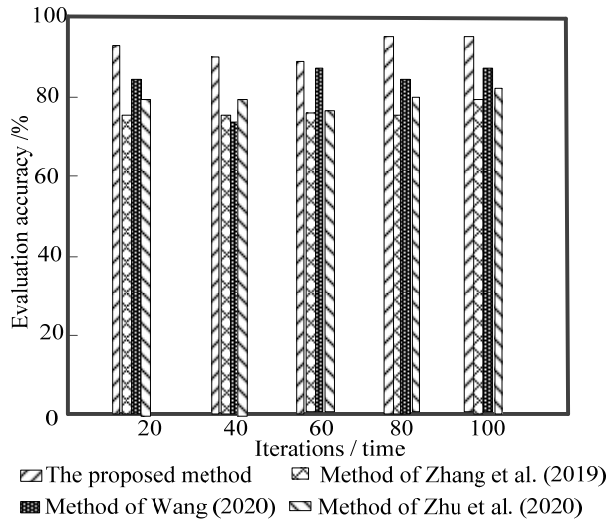 100
80
60
40
20
0
Evaluation accuracy /%
20 40 60 80 100
Iterations / time
The proposed method Method of Zhang et al. (2019)
Method of Wang (2020) Method of Zhu et al. (2020)